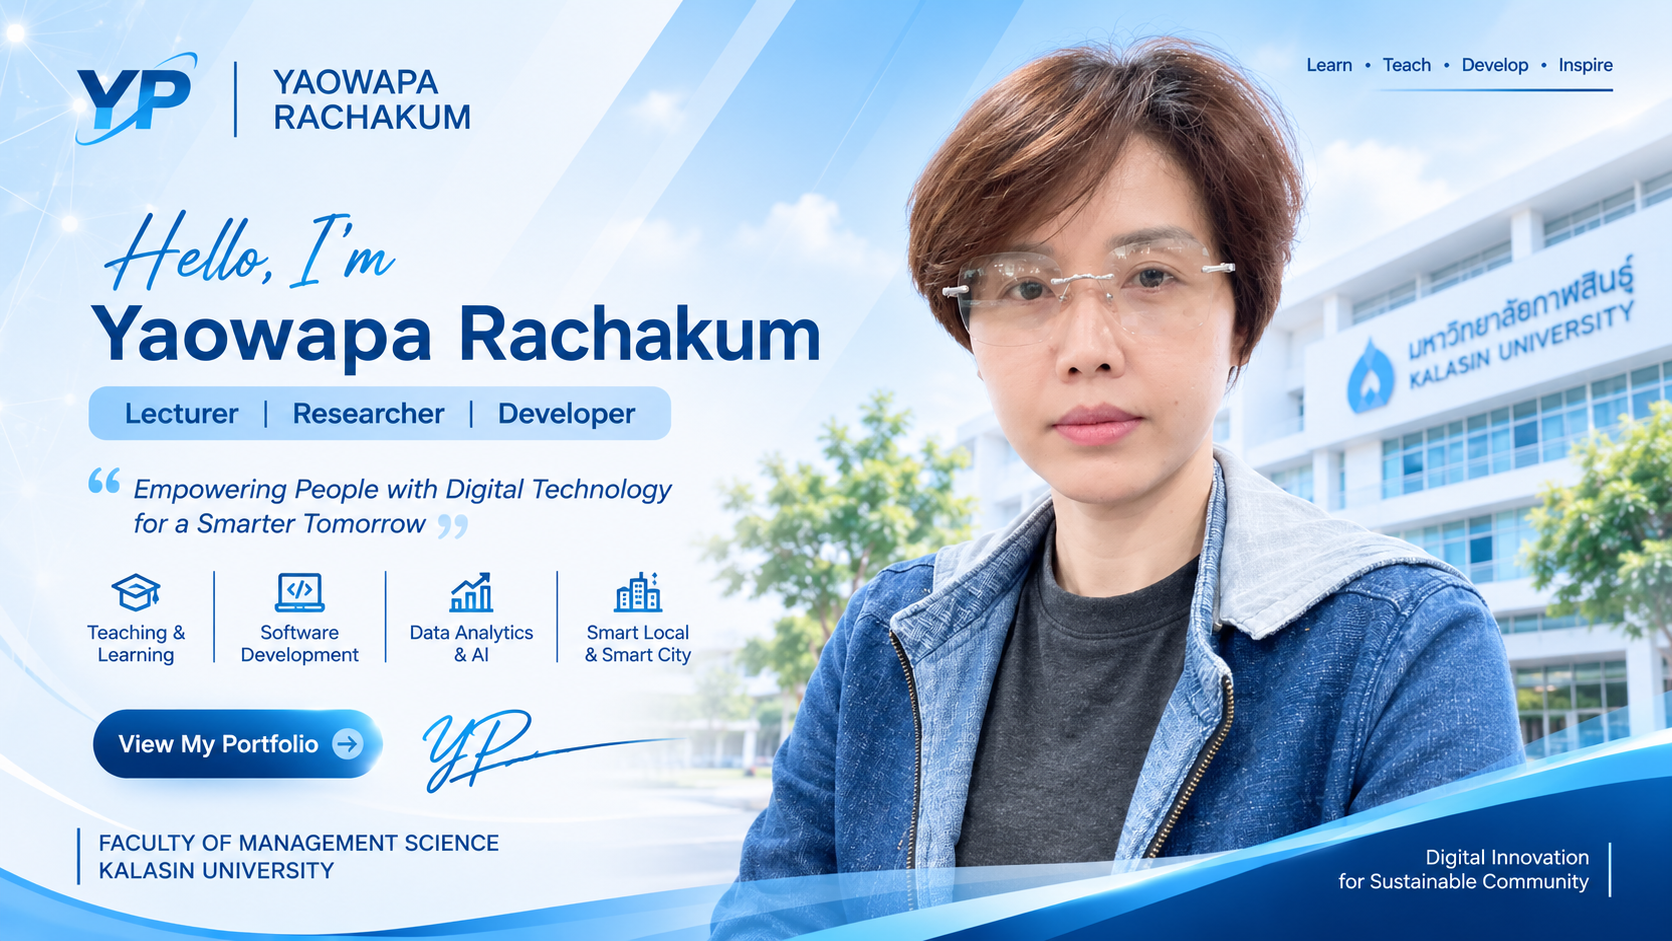 YP
YAOWAPA
RACHAKUM
Learn • Teach • Develop • Inspire
Hello, I'm
Yaowapa Rachakum
Lecturer | Researcher | Developer
“Empowering People with Digital Technology
for a Smarter Tomorrow”
มหาวิทยาลัยกาฬสินธุ์
KALASIN UNIVERSITY
Teaching &
Learning
</>
Software
Development
Data Analytics
& AI
Smart Local
& Smart City
View My Portfolio
YP
FACULTY OF MANAGEMENT SCIENCE
KALASIN UNIVERSITY
Digital Innovation
for Sustainable Community